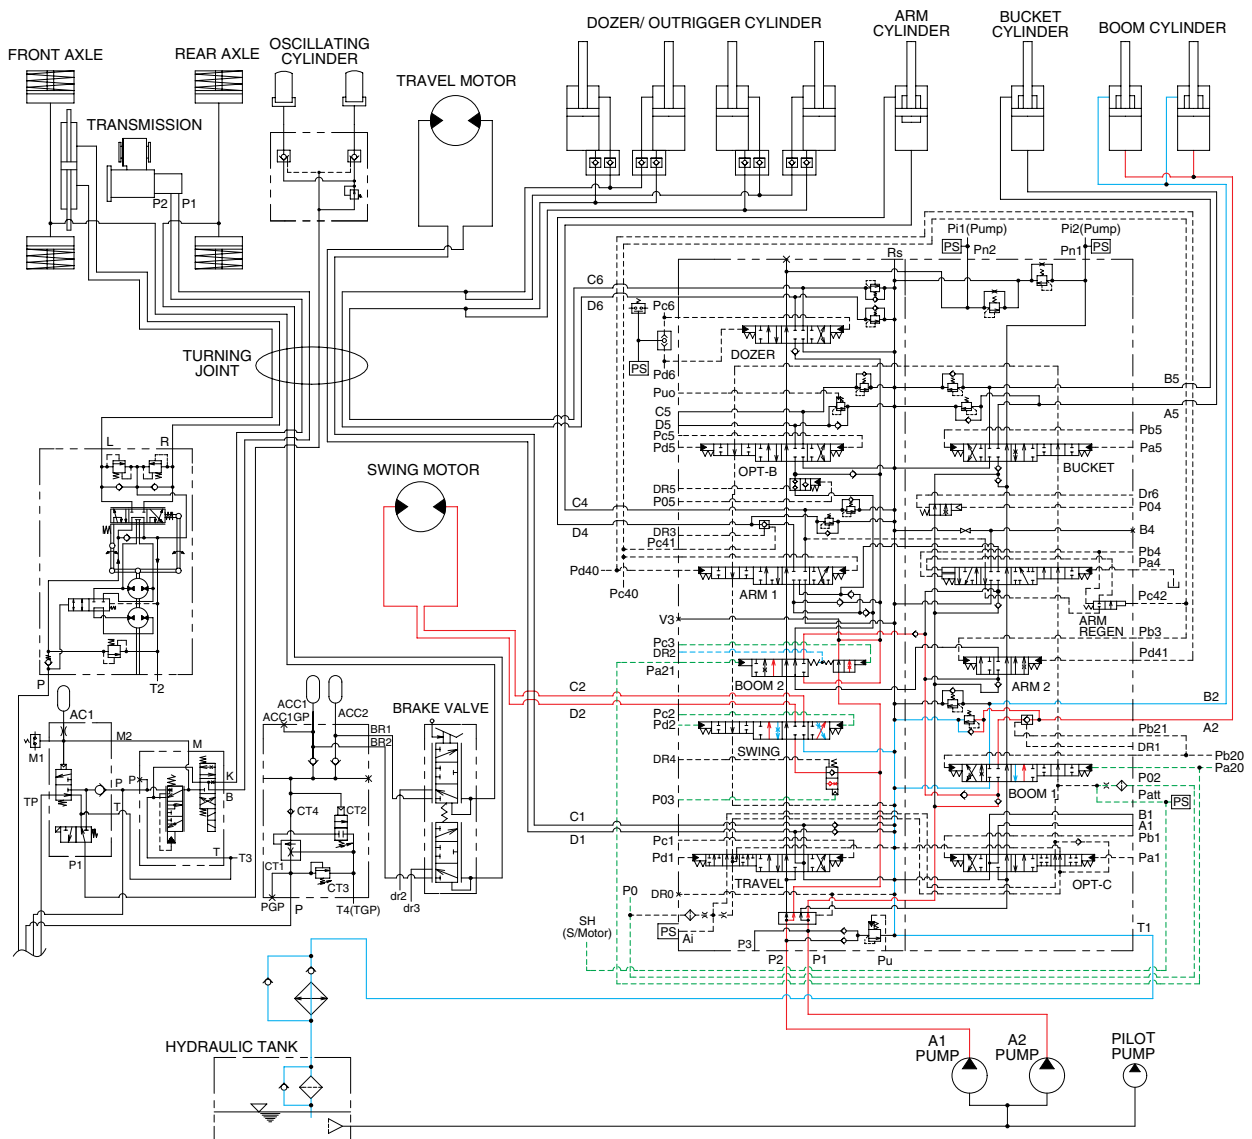 DOZER/ OUTRIGGER CYLINDER
ARM
CYLINDER
BUCKET
CYLINDER
BOOM CYLINDER
FRONT AXLE
REAR AXLE
OSCILLATING
CYLINDER
TRAVEL MOTOR
TRANSMISSION
P2
P1
Pi1(Pump)
Pi2(Pump)
PS
Pn2
Pn1
PS
Rs
C6
D6
Pc6
DOZER
PS
Pd6
TURNING
JOINT
Puo
C5
D5
Pc5
Pd5
OPT-B
B5
A5
Pb5
Pa5
BUCKET
L
R
SWING MOTOR
DR5
P05
C4
D4
DR3
Pc41
Dr6
P04
B4
Pb4
Pa4
Pd40
Pc40
ARM 1
Pc42
ARM
REGEN
V3
Pc3
DR2
Pa21
BOOM 2
Pb3
Pd41
ARM 2
P
T2
C2
D2
Pc2
Pd2
SWING
B2
A2
Pb21
DR1
Pb20
Pa20
AC1
M2
M1
M
ACC1
ACC1GP
ACC2
BRAKE VALVE
BR1
BR2
DR4
P03
BOOM 1
P02
Patt
PS
TP
P
P
K
B
T
T
T3
P1
CT4
CT2
CT1
CT3
PGP
P
T4(TGP)
dr2
dr3
C1
D1
Pc1
Pd1
TRAVEL
B1
A1
Pb1
Pa1
OPT-C
P0
DR0
SH
(S/Motor)
PS
Ai
P3
P2
P1
Pu
T1
HYDRAULIC TANK
A1
PUMP
A2
PUMP
PILOT
PUMP